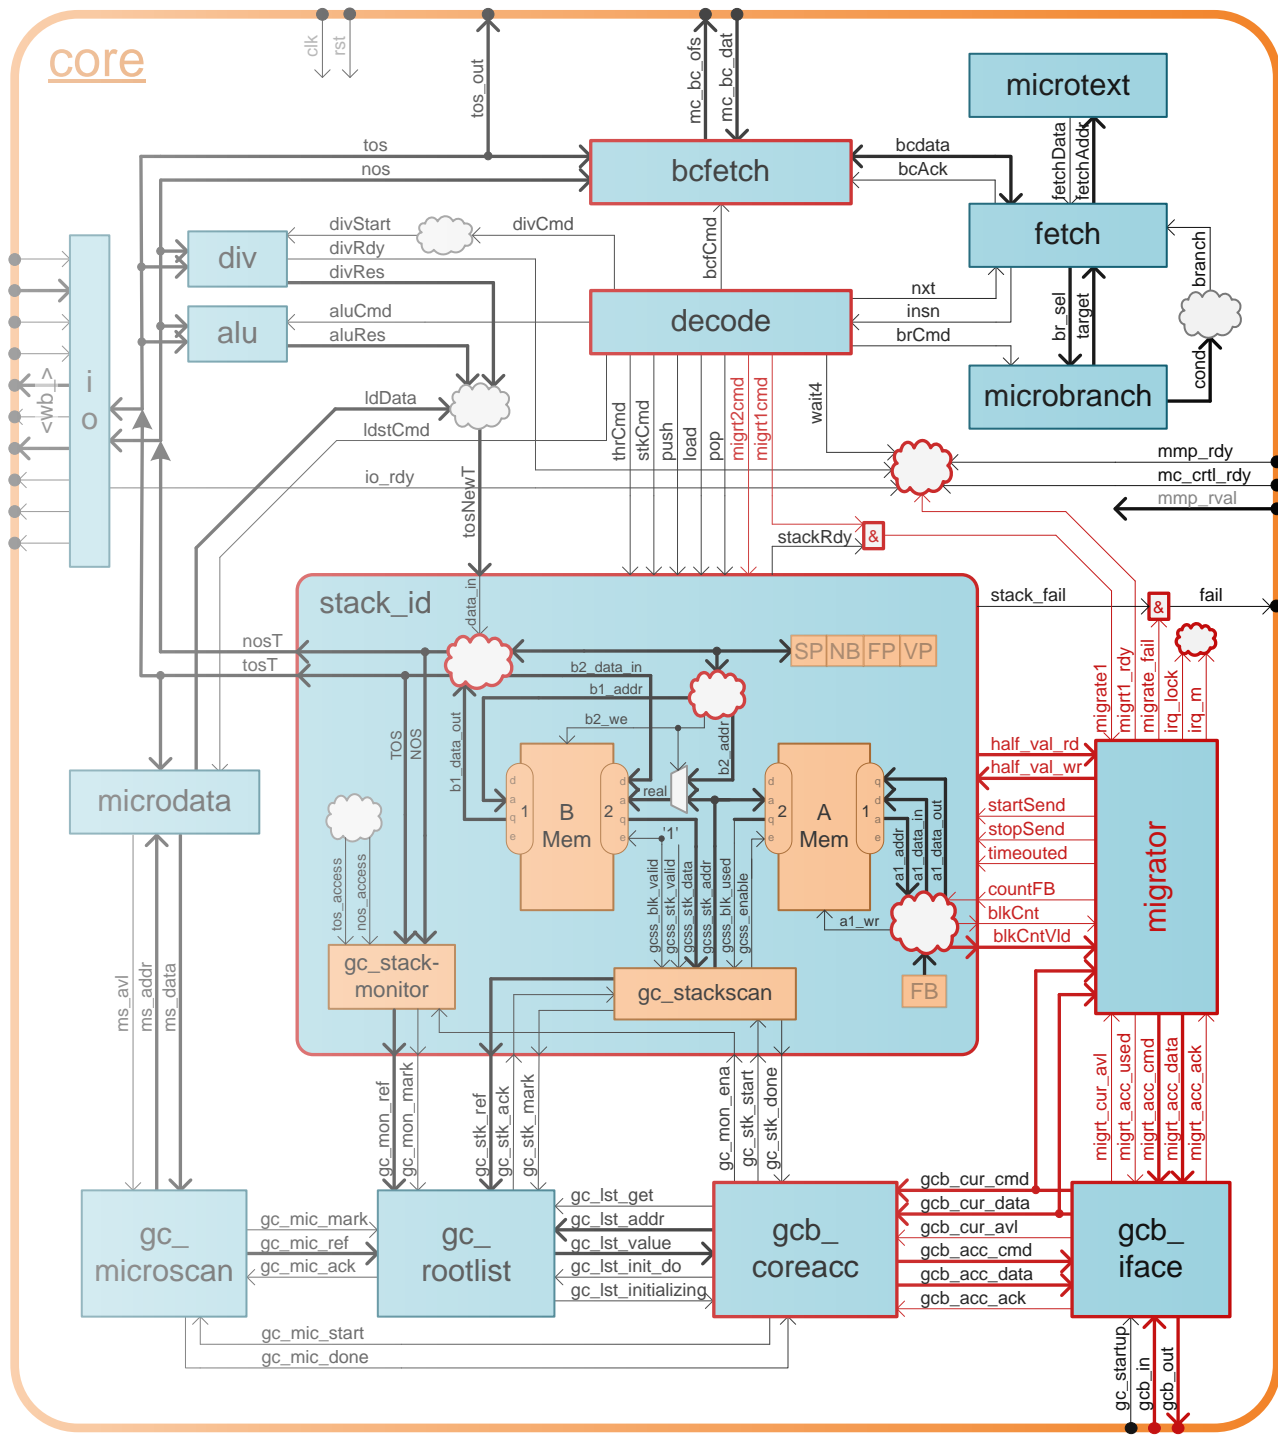 core
clk
rst
tos_out
mc_bc_ofs
mc_bc_dat
microtext
tos
nos
bcfetch
bcdata
bcAck
fetchData
fetchAddr
divStart
divRdy
divRes
divCmd
div
bcfCmd
fetch
branch
aluCmd
aluRes
alu
decode
nxt
insn
brCmd
br_sel
target
cond
microbranch
i
o
<wb_>
ldData
ldstCmd
io_rdy
tosNewT
thrCmd
stkCmd
push
load
pop
migrt2cmd
migrt1cmd
wait4
mmp_rdy
mc_crtl_rdy
mmp_rval
stackRdy
&
stack_id
data_in
stack_fail
&
fail
nosT
tosT
SP
NB
FP
VP
b2_data_in
b1_addr
b2_we
b2_addr
b1_data_out
TOS
NOS
migrate1
migrt1_rdy
migrate_fail
irq_lock
irq_m
half_val_rd
half_val_wr
startSend
stopSend
timeouted
countFB
blkCnt
blkCntVld
migrator
microdata
d
a
q
e
1
B
Mem
2
d
a
q
e
real
'1'
d
a
q
e
2
A
Mem
1
q
d
a
a1_addr
a1_data_in
a1_data_out
a1_wr
FB
tos_access
nos_access
gcss_blk_valid
gcss_stk_valid
gcss_stk_data
gcss_stk_addr
gcss_blk_used
gcss_enable
gc_stack-
monitor
gc_stackscan
ms_avl
ms_addr
ms_data
gc_mon_ref
gc_mon_mark
gc_stk_ref
gc_stk_ack
gc_stk_mark
gc_mon_ena
gc_stk_start
gc_stk_done
migrt_cur_avl
migrt_acc_used
migrt_acc_cmd
migrt_acc_data
migrt_acc_ack
gc_
microscan
gc_mic_mark
gc_mic_ref
gc_mic_ack
gc_
rootlist
gc_lst_get
gc_lst_addr
gc_lst_value
gc_lst_init_do
gc_lst_initializing
gcb_
coreacc
gcb_cur_cmd
gcb_cur_data
gcb_cur_avl
gcb_acc_cmd
gcb_acc_data
gcb_acc_ack
gcb_
iface
gc_mic_start
gc_mic_done
gc_startup
gcb_in
gcb_out